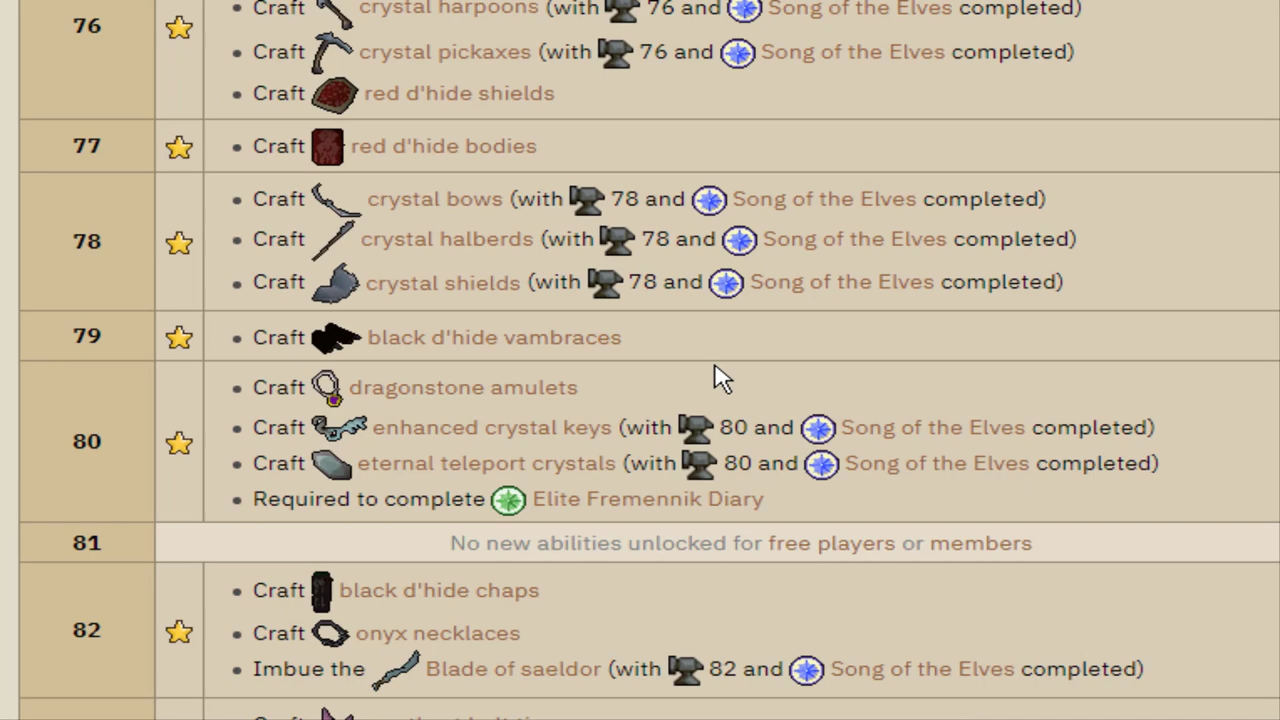 Craft crystal harpoons (with 76 and Song of the Elves completed)
76
Craft crystal pickaxes (with 76 and Song of the Elves completed)
Craft red d'hide shields
77 Craft red d'hide bodies
Craft crystal bows (with 78 and Song of the Elves completed)
78 Craft crystal halberds (with 78 and Song of the Elves completed)
Craft crystal shields (with 78 and Song of the Elves completed)
79 Craft black d'hide vambraces
Craft dragonstone amulets
Craft enhanced crystal keys (with 80 and Song of the Elves completed)
80
Craft eternal teleport crystals (with 80 and Song of the Elves completed)
Required to complete Elite Fremennik Diary
81 No new abilities unlocked for free players or members
Craft black d'hide chaps
82 Craft onyx necklaces
Imbue the Blade of saeldor (with 82 and Song of the Elves completed)
Craft